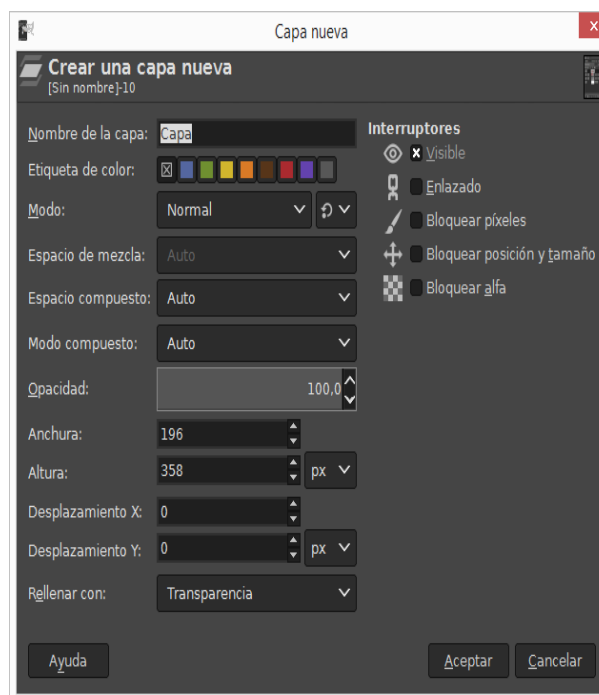 Capa nueva
x
Crear una capa nueva
[Sin nombre]-10
Nombre de la capa: Capa
Etiqueta de color:
Modo: Normal
Espacio de mezcla: Auto
Espacio compuesto: Auto
Modo compuesto: Auto
Opacidad: 100,0
Anchura: 196
Altura: 358 px
Desplazamiento X: 0
Desplazamiento Y: 0 px
Rellenar con: Transparencia
Interruptores
Visible
Enlazado
Bloquear píxeles
Bloquear posición y tamaño
Bloquear alfa
Ayuda Aceptar Cancelar